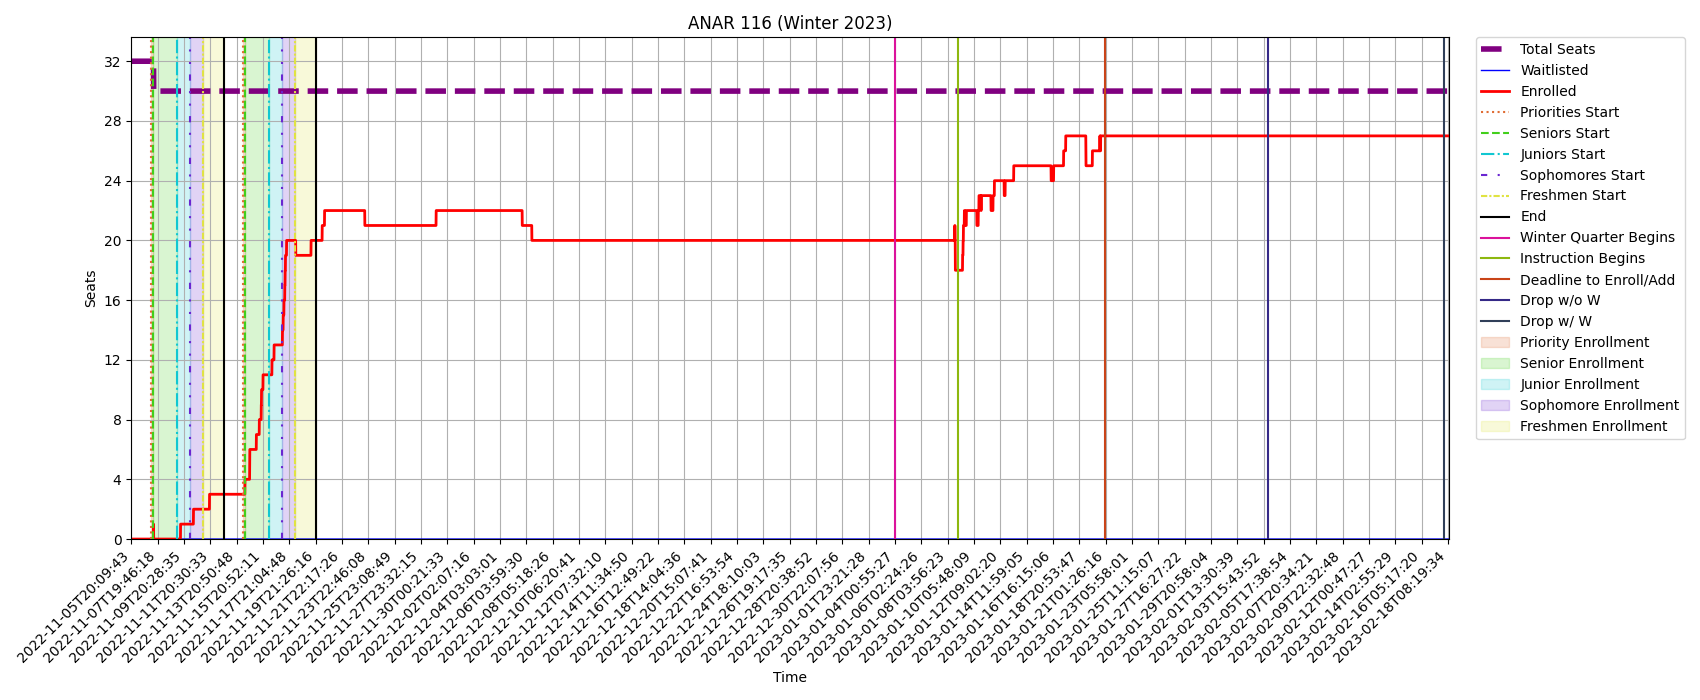 ANAR 116 (Winter 2023)
Seats
32
28
24
20
16
12
8
4
0
2022-11-05T20:09:43
2022-11-07T19:46:18
2022-11-09T20:28:35
2022-11-11T20:30:33
2022-11-13T20:50:48
2022-11-15T20:52:11
2022-11-17T21:04:48
2022-11-19T21:26:16
2022-11-21T22:17:26
2022-11-23T22:46:08
2022-11-25T23:08:49
2022-11-27T23:32:15
2022-11-30T00:21:33
2022-12-02T02:07:16
2022-12-04T03:03:01
2022-12-06T03:59:30
2022-12-08T05:18:26
2022-12-10T06:20:41
2022-12-12T07:32:10
2022-12-14T11:34:50
2022-12-16T12:49:22
2022-12-18T14:04:36
2022-12-20T15:07:41
2022-12-22T16:53:54
2022-12-24T18:10:03
2022-12-26T19:17:35
2022-12-28T20:38:52
2022-12-30T22:07:56
2023-01-01T23:21:28
2023-01-04T00:55:27
2023-01-06T02:24:26
2023-01-08T03:56:23
2023-01-10T05:48:09
2023-01-12T09:02:20
2023-01-14T11:59:05
2023-01-16T16:15:06
2023-01-18T20:53:47
2023-01-21T01:26:16
2023-01-23T05:58:01
2023-01-25T11:15:07
2023-01-27T16:27:22
2023-01-29T20:58:04
2023-02-01T13:30:39
2023-02-03T15:43:52
2023-02-05T17:38:54
2023-02-07T20:34:21
2023-02-09T22:32:48
2023-02-12T00:47:27
2023-02-14T02:55:29
2023-02-16T05:17:20
2023-02-18T08:19:34
Time
Total Seats
Waitlisted
Enrolled
Priorities Start
Seniors Start
Juniors Start
Sophomores Start
Freshmen Start
End
Winter Quarter Begins
Instruction Begins
Deadline to Enroll/Add
Drop w/o W
Drop w/ W
Priority Enrollment
Senior Enrollment
Junior Enrollment
Sophomore Enrollment
Freshmen Enrollment